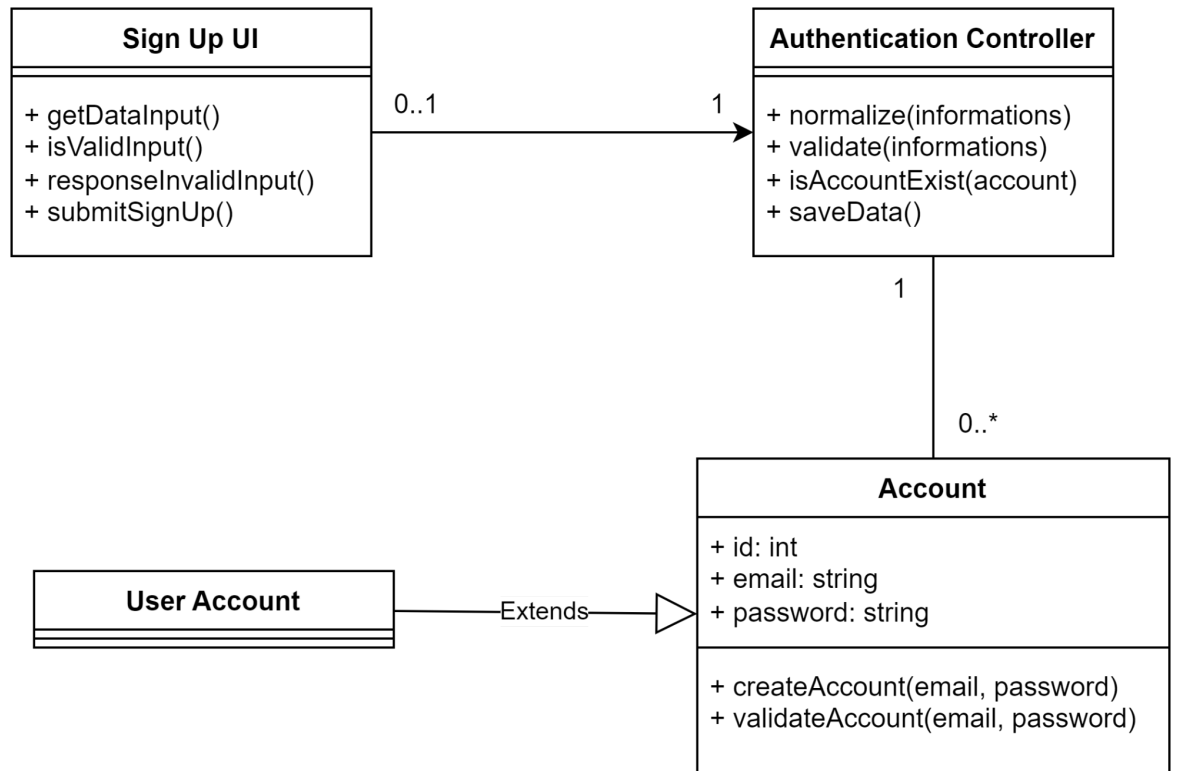 Sign Up UI
+ getDataInput()
+ isValidInput()
+ responseInvalidInput()
+ submitSignUp()
0..1
1
Authentication Controller
+ normalize(informations)
+ validate(informations)
+ isAccountExist(account)
+ saveData()
1
0..*
Account
+ id: int
+ email: string
+ password: string
+ createAccount(email, password)
+ validateAccount(email, password)
User Account
Extends